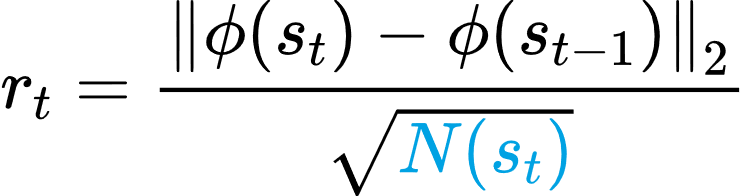 r_t = \frac{\|\phi(s_t) - \phi(s_{t-1})\|_2}{\sqrt{N(s_t)}}